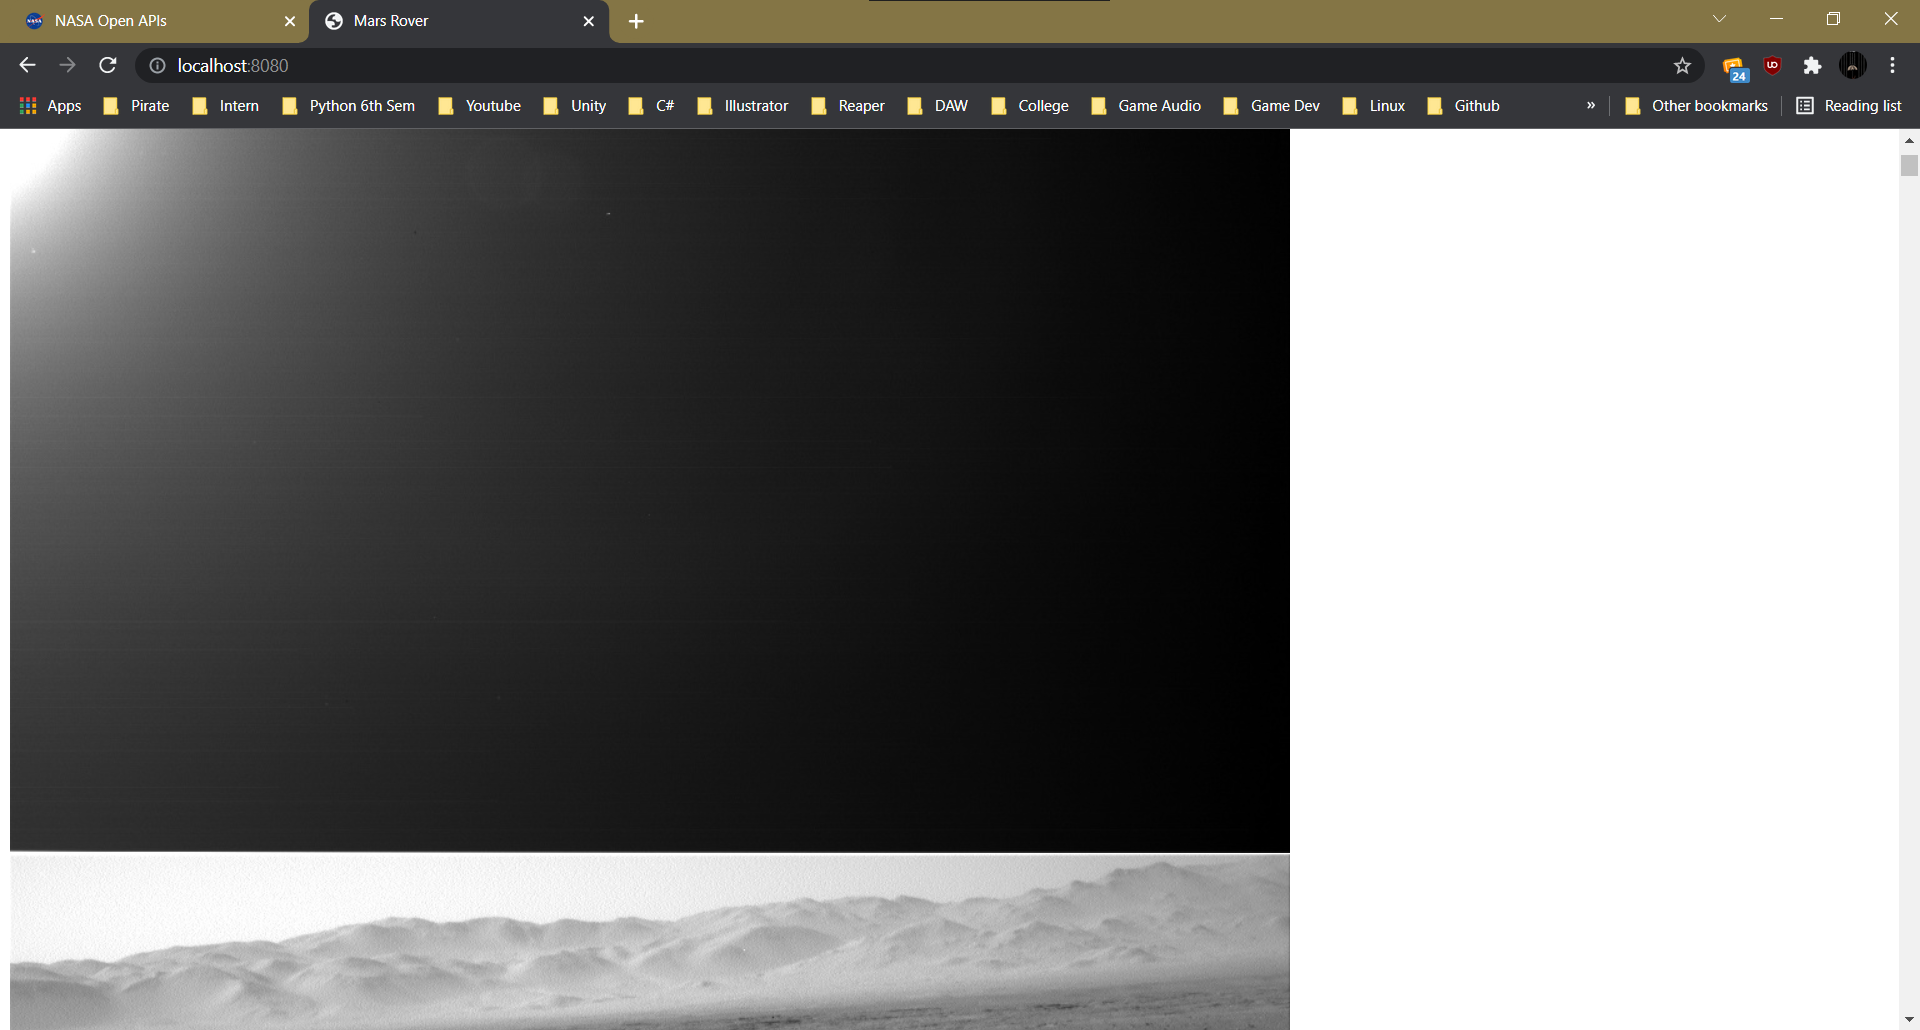 NASA Open APIs
Mars Rover
localhost:8080
24
Apps Pirate Intern Python 6th Sem Youtube Unity C# Illustrator Reaper DAW College Game Audio Game Dev Linux Github » Other bookmarks Reading list